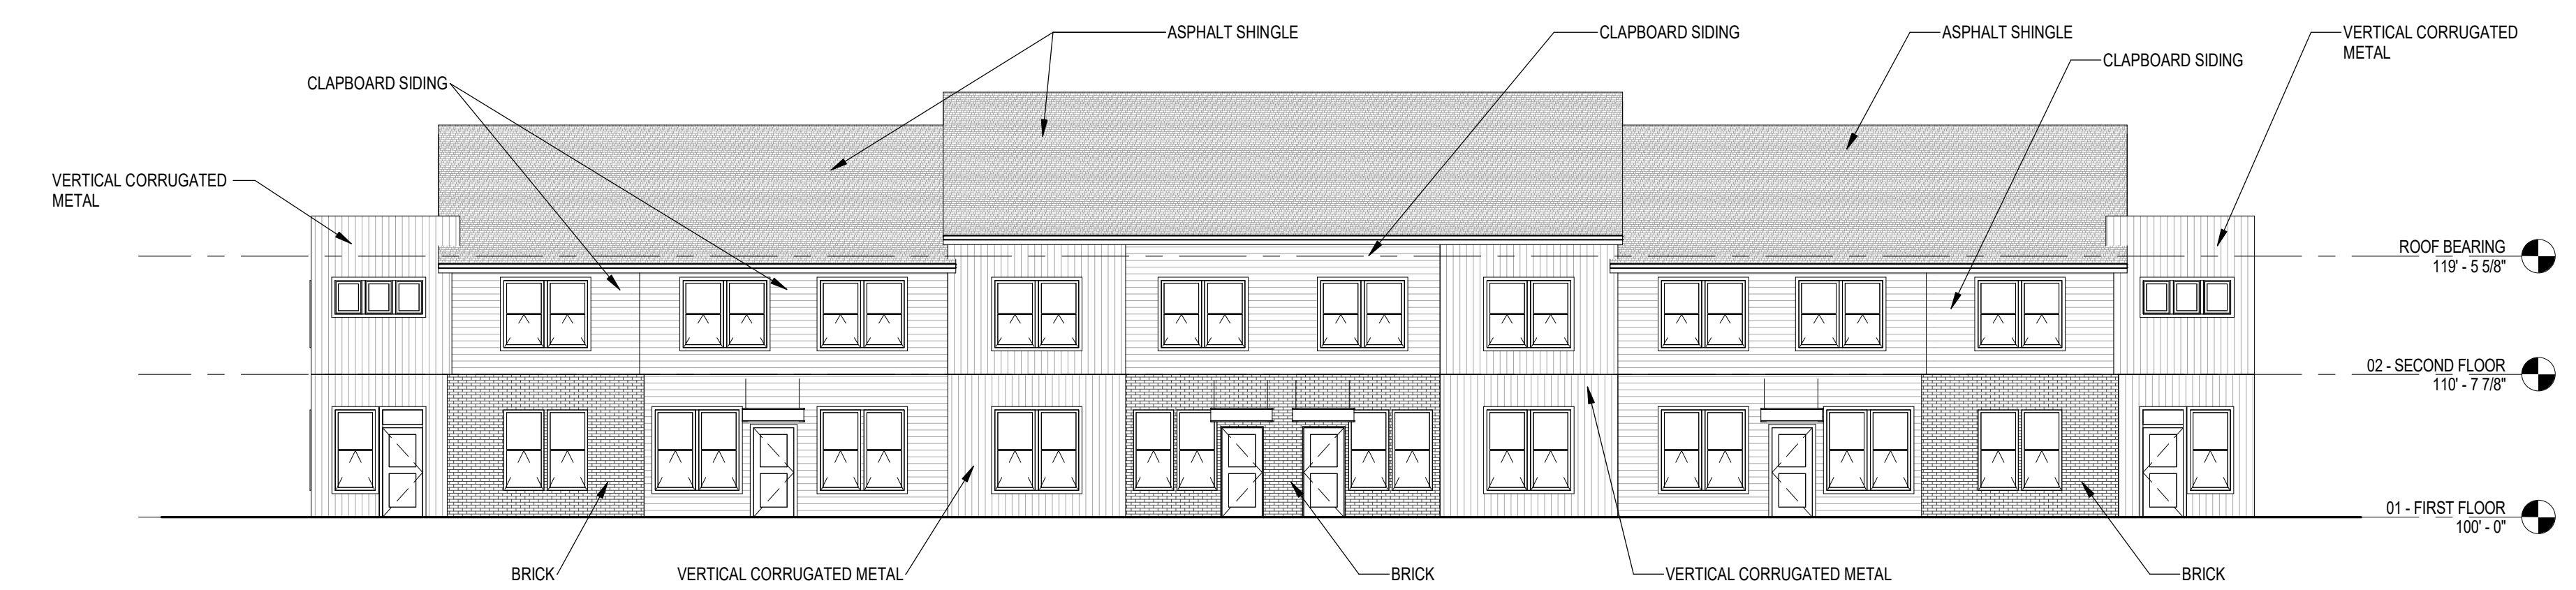 ASPHALT SHINGLE
CLAPBOARD SIDING
ASPHALT SHINGLE
VERTICAL CORRUGATED
METAL
CLAPBOARD SIDING
CLAPBOARD SIDING
VERTICAL CORRUGATED
METAL
ROOF BEARING
119' - 5 5/8"
02 - SECOND FLOOR
110' - 7 7/8"
01 - FIRST FLOOR
100' - 0"
BRICK
VERTICAL CORRUGATED METAL
BRICK
VERTICAL CORRUGATED METAL
BRICK